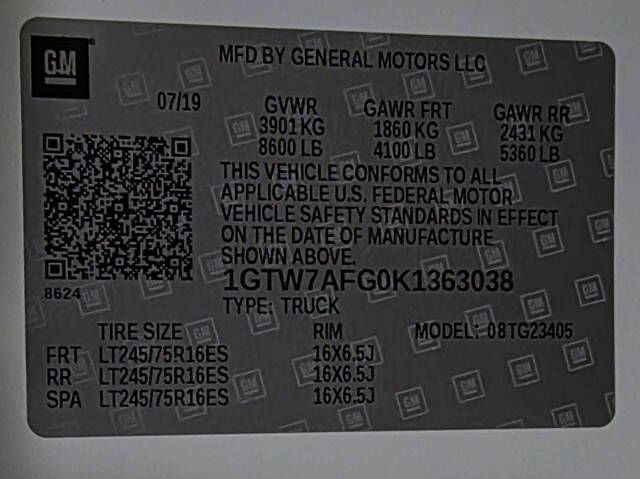 GM
MFD BY GENERAL MOTORS LLC
07/19 GVWR GAWR FRT GAWR RR
3901 KG 1860 KG 2431 KG
8600 LB 4100 LB 5360 LB
THIS VEHICLE CONFORMS TO ALL
APPLICABLE U.S. FEDERAL MOTOR
VEHICLE SAFETY STANDARDS IN EFFECT
ON THE DATE OF MANUFACTURE
SHOWN ABOVE.
8624 1GTW7AFG0K1363038
TYPE: TRUCK
TIRE SIZE RIM MODEL: 08TG23405
FRT LT245/75R16ES 16X6.5J
RR LT245/75R16ES 16X6.5J
SPA LT245/75R16ES 16X6.5J